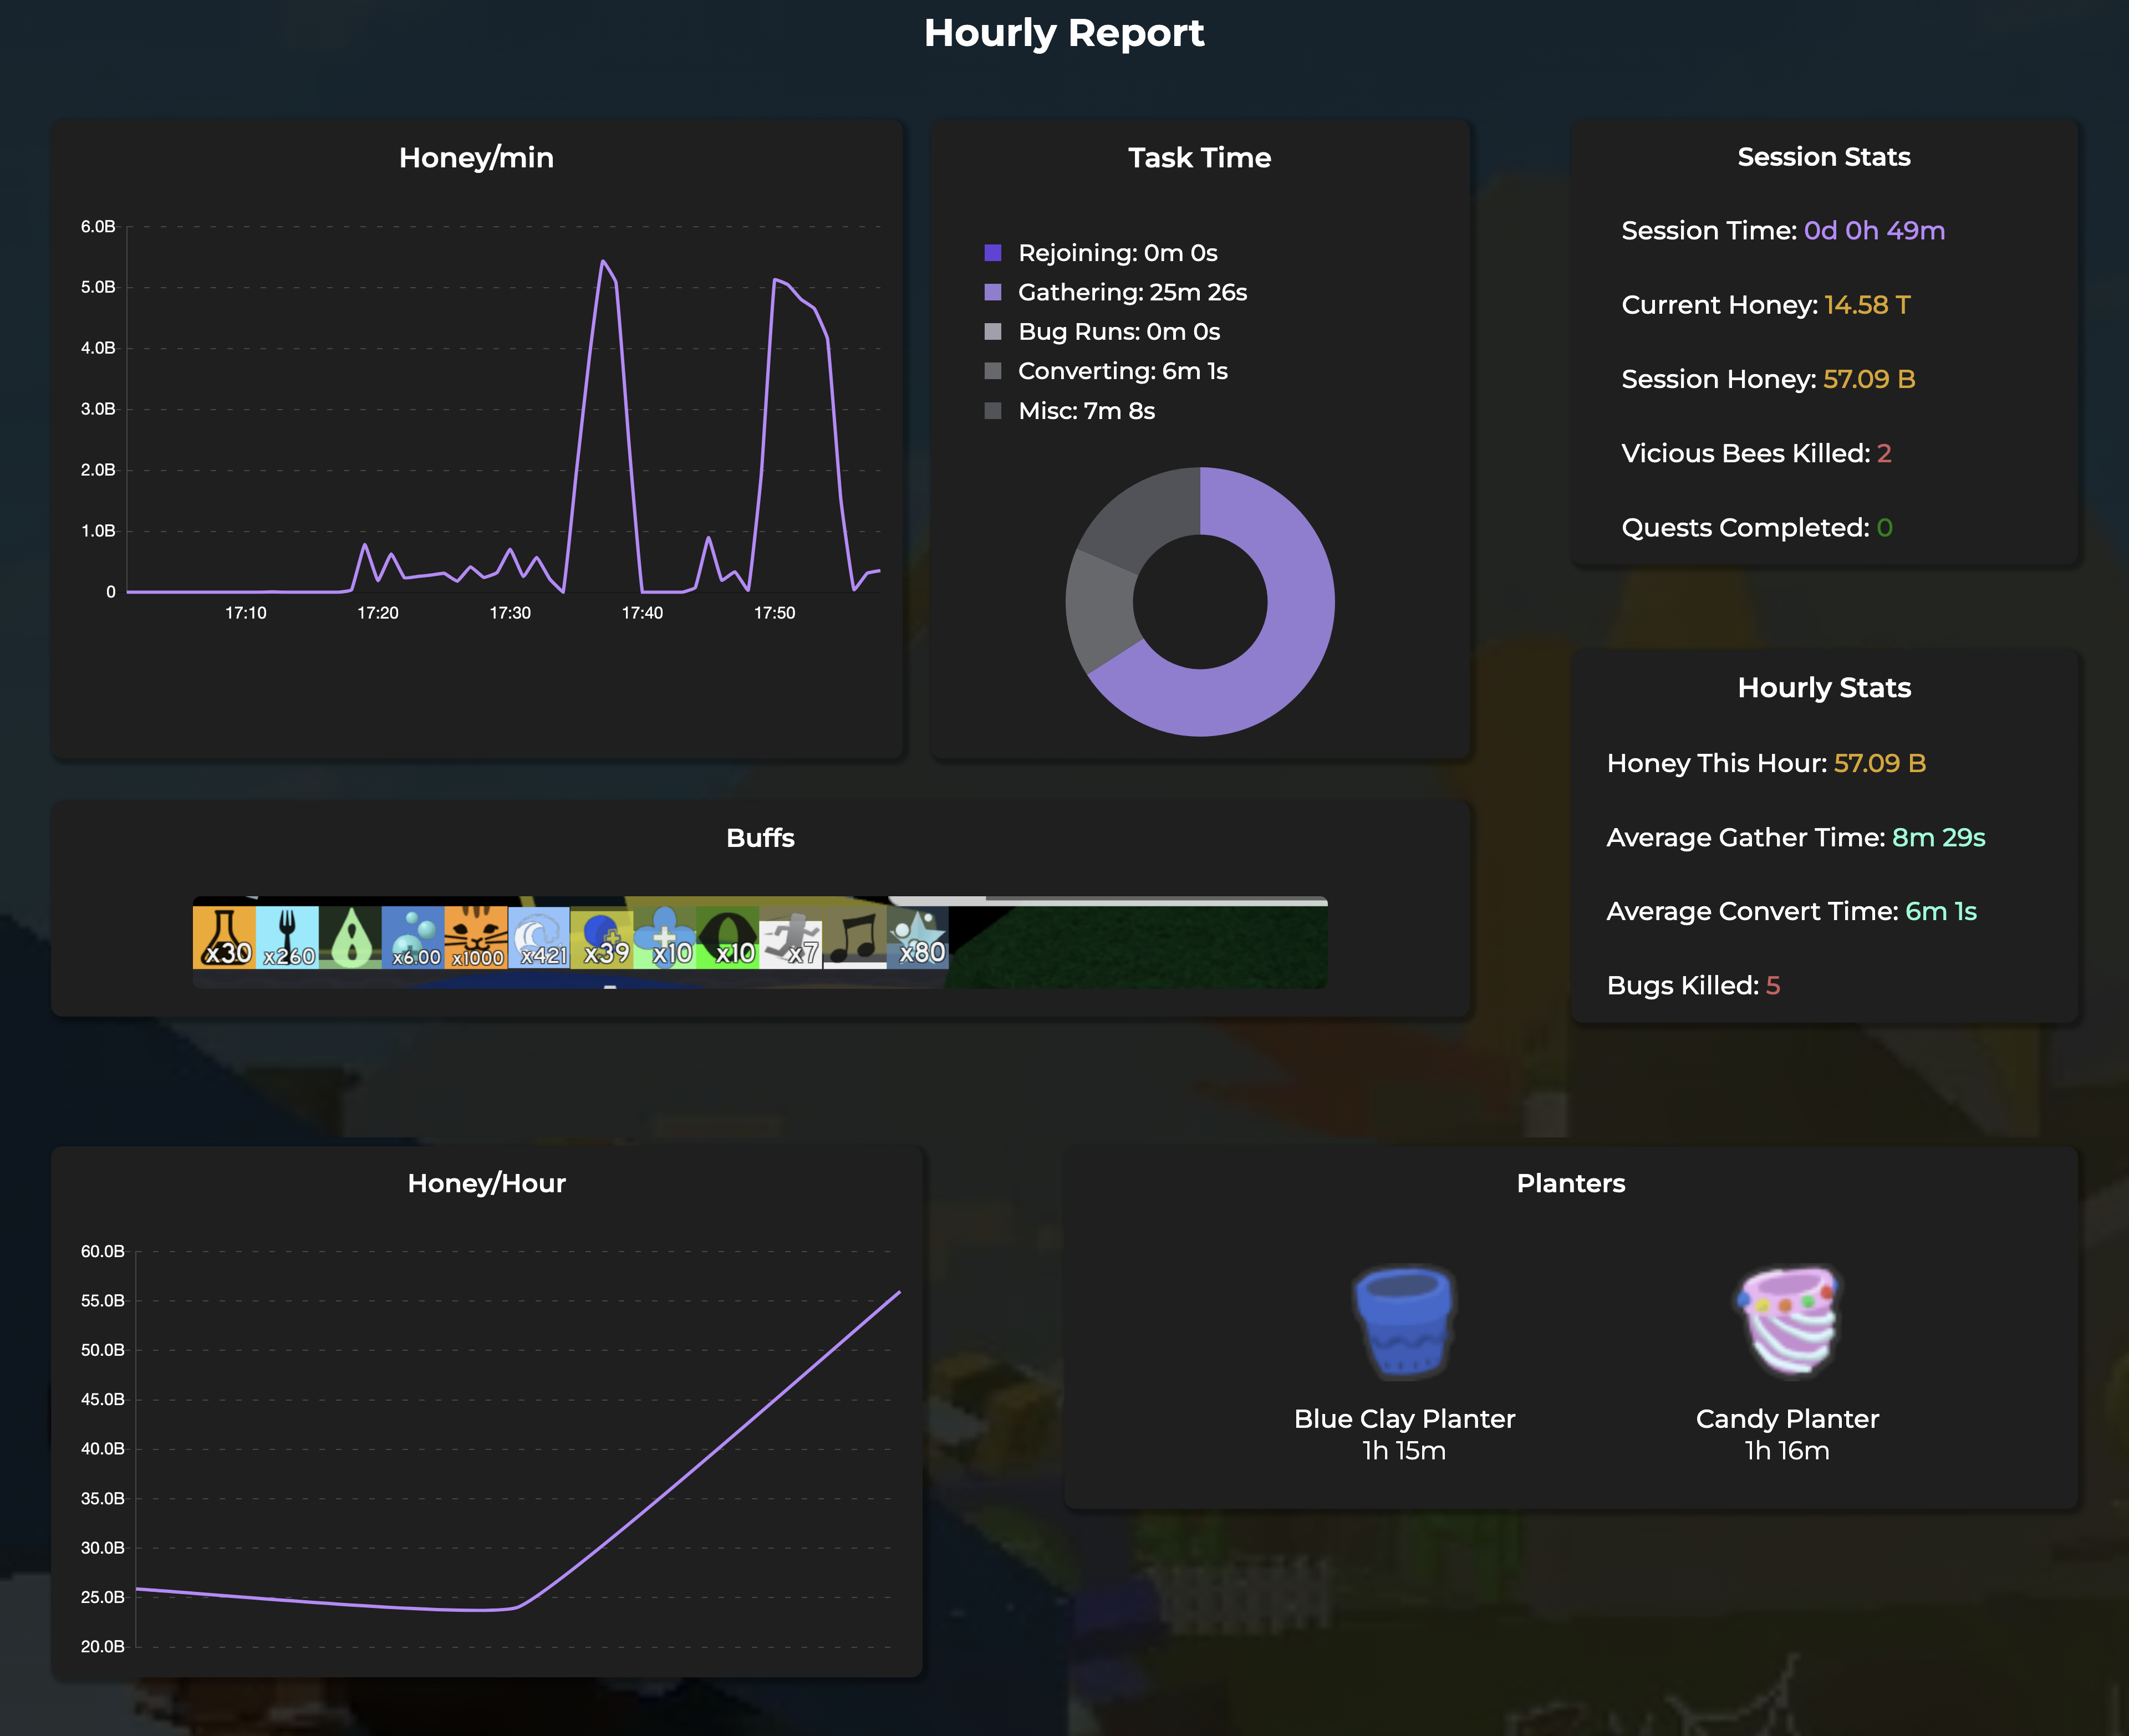 Hourly Report
Honey/min
6.0B
5.0B
4.0B
3.0B
2.0B
1.0B
0
17:10 17:20 17:30 17:40 17:50
Task Time
Rejoining: 0m 0s
Gathering: 25m 26s
Bug Runs: 0m 0s
Converting: 6m 1s
Misc: 7m 8s
Session Stats
Session Time: 0d 0h 49m
Current Honey: 14.58 T
Session Honey: 57.09 B
Vicious Bees Killed: 2
Quests Completed: 0
Hourly Stats
Honey This Hour: 57.09 B
Average Gather Time: 8m 29s
Average Convert Time: 6m 1s
Bugs Killed: 5
Buffs
x30 x260 x6.00 x1000 x421 x39 x10 x10 x7 x80
Honey/Hour
60.0B
55.0B
50.0B
45.0B
40.0B
35.0B
30.0B
25.0B
20.0B
Planters
Blue Clay Planter
1h 15m
Candy Planter
1h 16m